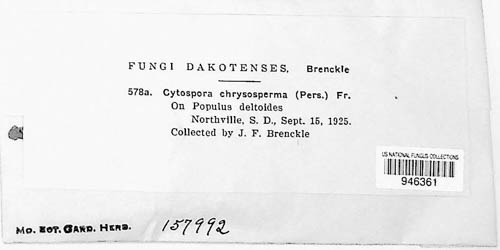 FUNGI DAKOTENSES, Brenckle
578a. Cytospora chrysosperma (Pers.) Fr.
On Populus deltoides
Northville, S. D., Sept. 15, 1925.
Collected by J. F. Brenckle
US NATIONAL FUNGUS COLLECTIONS
946361
MO. BOT. GARD. HERB. 157992